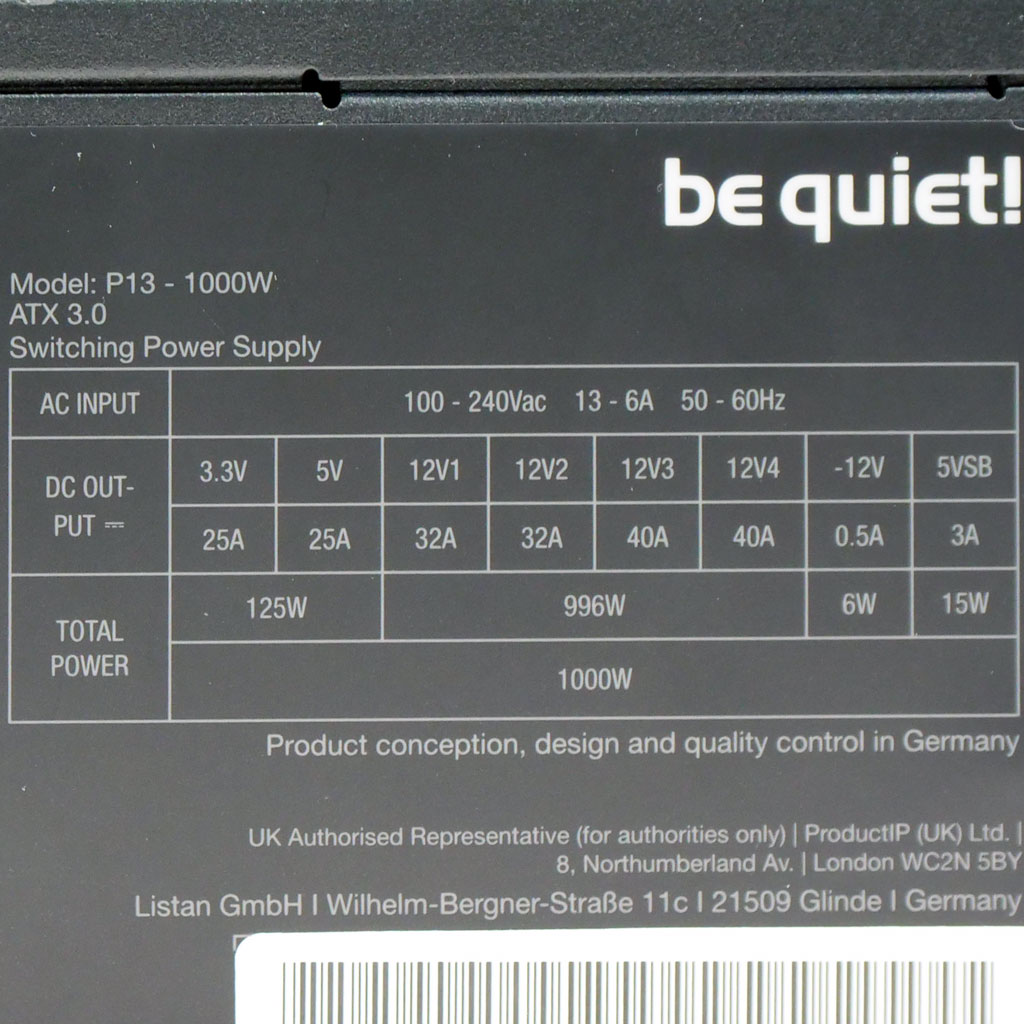 be quiet!
Model: P13 - 1000W
ATX 3.0
Switching Power Supply
AC INPUT 100 - 240Vac 13 - 6A 50 - 60Hz
DC OUT-
PUT ⎓
3.3V 5V 12V1 12V2 12V3 12V4 -12V 5VSB
25A 25A 32A 32A 40A 40A 0.5A 3A
TOTAL
POWER
125W 996W 6W 15W
1000W
Product conception, design and quality control in Germany
UK Authorised Representative (for authorities only) | ProductIP (UK) Ltd. |
8, Northumberland Av. | London WC2N 5BY
Listan GmbH I Wilhelm-Bergner-Straße 11c I 21509 Glinde I Germany